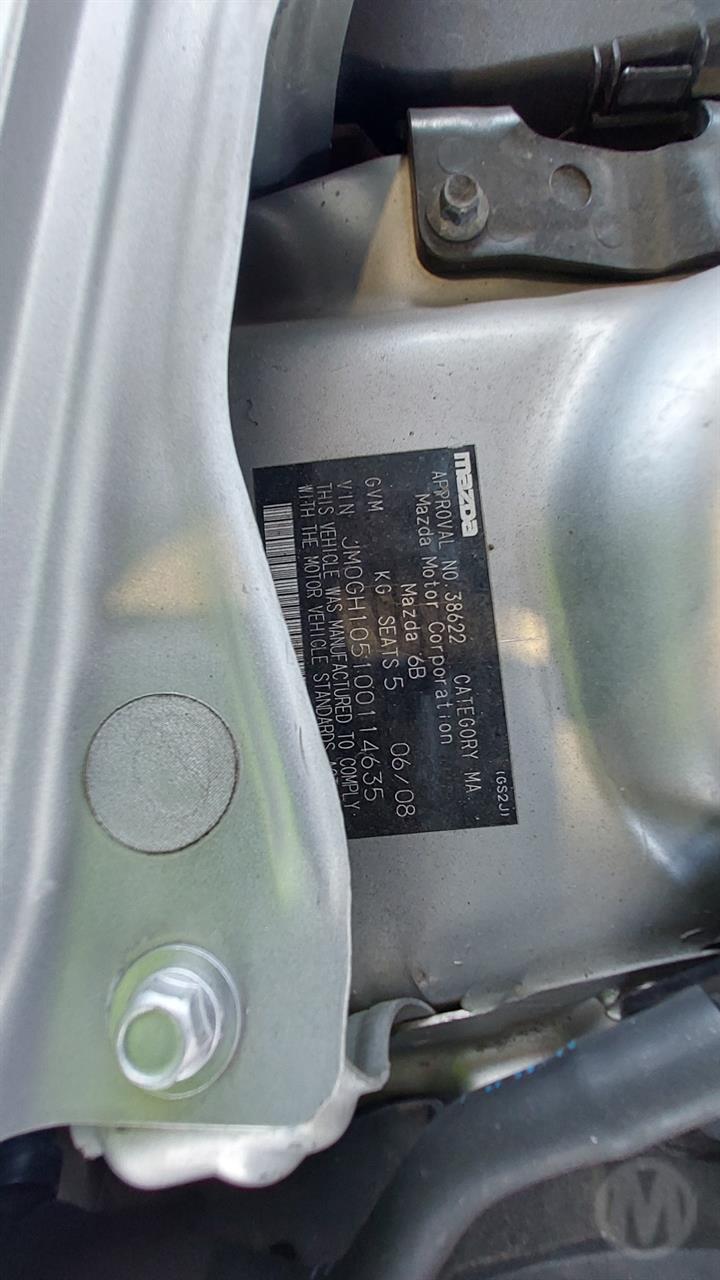 mazda (GS2J)
APPROVAL NO.38622 CATEGORY MA
Mazda Motor Corporation
Mazda 6B 06/08
GVM KG SEATS 5
VIN JM0GH105100114635
THIS VEHICLE WAS MANUFACTURED TO COMPLY
WITH THE MOTOR VEHICLE STANDARDS
M